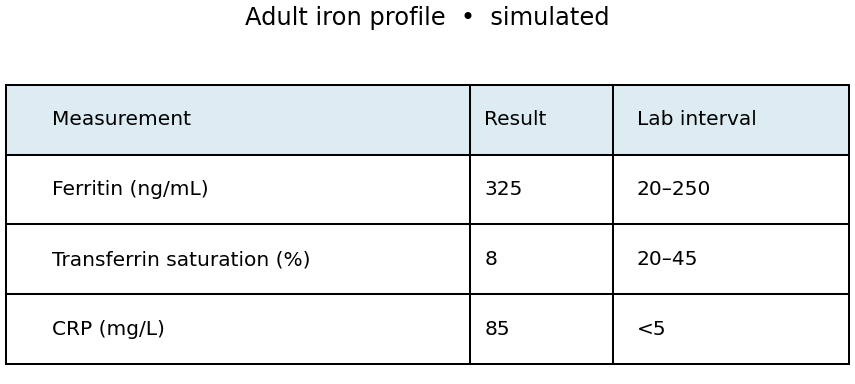 Adult iron profile • simulated
Measurement Result Lab interval
Ferritin (ng/mL) 325 20–250
Transferrin saturation (%) 8 20–45
CRP (mg/L) 85 <5